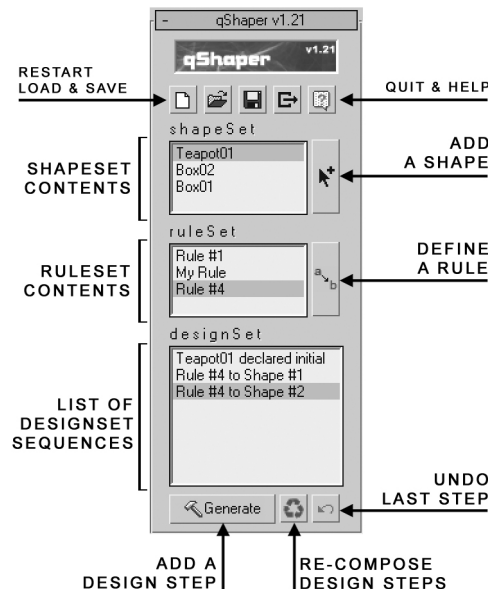 qShaper v1.21
qShaper v1.21
RESTART
LOAD & SAVE
QUIT & HELP
shapeSet
Teapot01
Box02
Box01
SHAPESET
CONTENTS
ADD
A SHAPE
ruleSet
Rule #1
My Rule
Rule #4
a
b
RULESET
CONTENTS
DEFINE
A RULE
designSet
Teapot01 declared initial
Rule #4 to Shape #1
Rule #4 to Shape #2
LIST OF
DESIGNSET
SEQUENCES
Generate
UNDO
LAST STEP
ADD A
DESIGN STEP
RE-COMPOSE
DESIGN STEPS